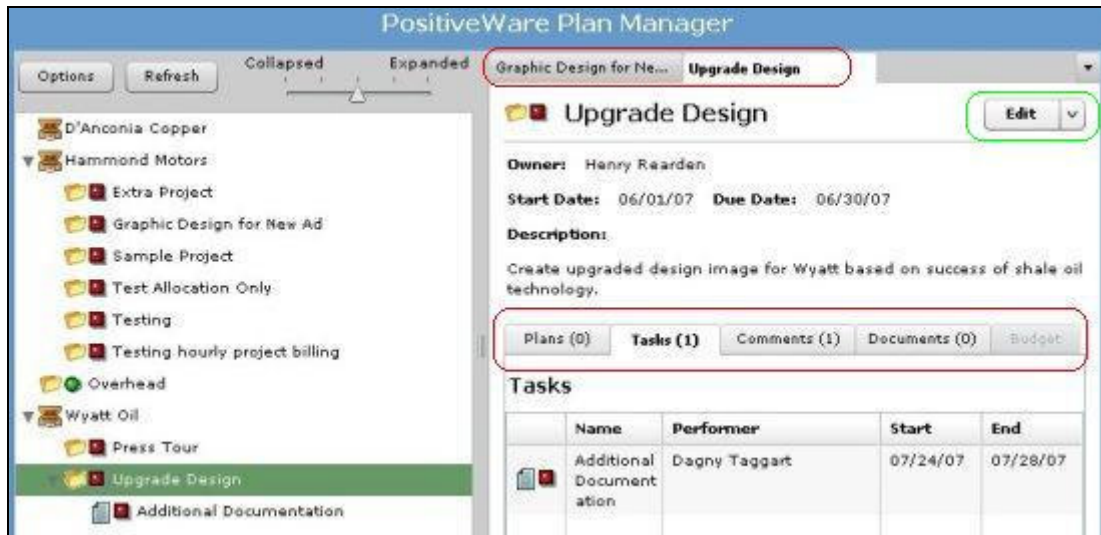 PositiveWare Plan Manager
Options Refresh Collapsed Expanded
D'Anconia Copper
Hammond Motors
Extra Project
Graphic Design for New Ad
Sample Project
Test Allocation Only
Testing
Testing hourly project billing
Overhead
Wyatt Oil
Press Tour
Upgrade Design
Additional Documentation
Graphic Design for Ne... Upgrade Design
Upgrade Design Edit
Owner: Henry Rearden
Start Date: 06/01/07 Due Date: 06/30/07
Description:
Create upgraded design image for Wyatt based on success of shale oil
technology.
Plans (0) Tasks (1) Comments (1) Documents (0) Budget
Tasks
Name Performer Start End
Additional Dagny Taggart 07/24/07 07/28/07
Document
ation